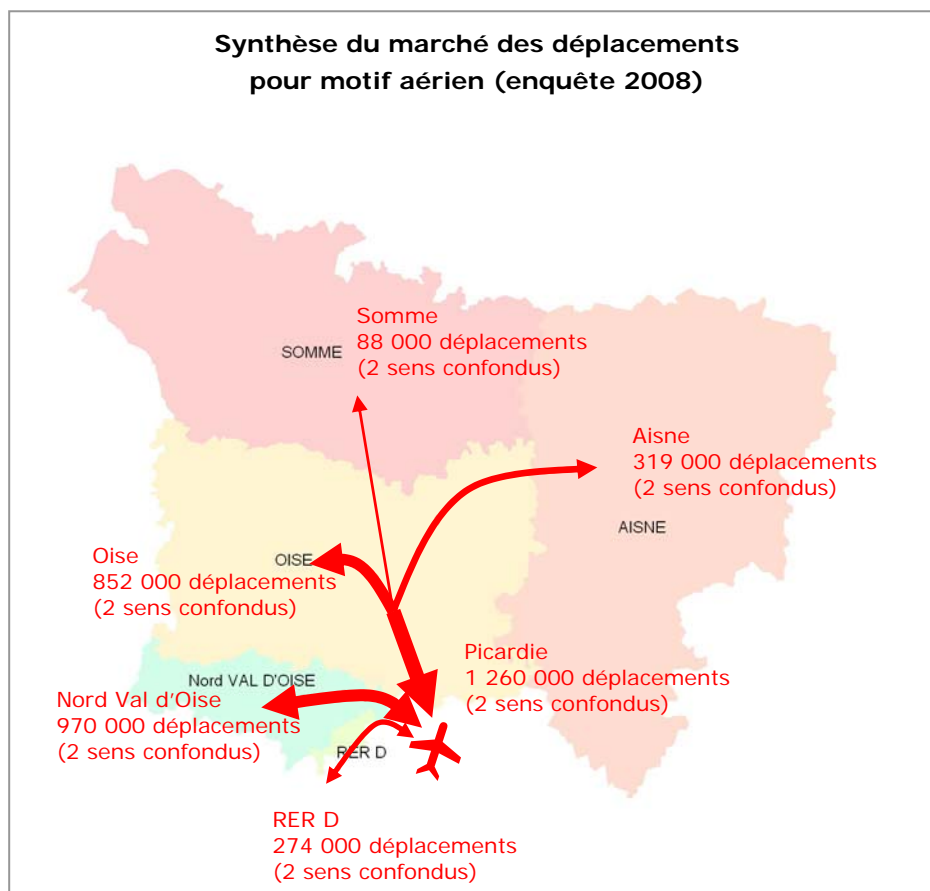 Synthèse du marché des déplacements
pour motif aérien (enquête 2008)
Somme
88 000 déplacements
(2 sens confondus)
SOMME
Aisne
319 000 déplacements
(2 sens confondus)
AISNE
Oise
852 000 déplacements
(2 sens confondus)
OISE
Picardie
1 260 000 déplacements
(2 sens confondus)
Nord VAL D'OISE
Nord Val d’Oise
970 000 déplacements
(2 sens confondus)
RER D
RER D
274 000 déplacements
(2 sens confondus)